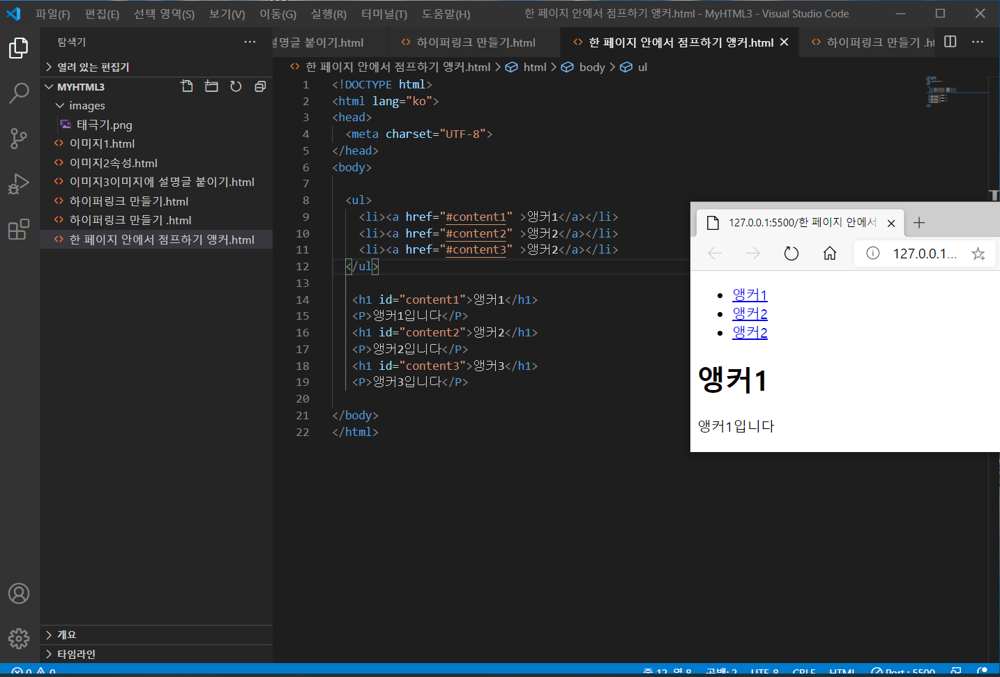 파일(F) 편집(E) 선택 영역(S) 보기(V) 이동(G) 실행(R) 터미널(T) 도움말(H) 한 페이지 안에서 점프하기 앵커.html - MyHTML3 - Visual Studio Code
탐색기
설명글 붙이기.html 하이퍼링크 만들기.html 한 페이지 안에서 점프하기 앵커.html 하이퍼링크 만들기 .ht
열려 있는 편집기
MYHTML3
images
태극기.png
이미지1.html
이미지2속성.html
이미지3이미지에 설명글 붙이기.html
하이퍼링크 만들기.html
하이퍼링크 만들기 .html
한 페이지 안에서 점프하기 앵커.html
개요
타임라인
한 페이지 안에서 점프하기 앵커.html > html > body > ul
1 <!DOCTYPE html>
2 <html lang="ko">
3 <head>
4 <meta charset="UTF-8">
5 </head>
6 <body>
7
8 <ul>
9 <li><a href="#content1" >앵커1</a></li>
10 <li><a href="#content2" >앵커2</a></li>
11 <li><a href="#content3" >앵커2</a></li>
12 </ul>
13
14 <h1 id="content1">앵커1</h1>
15 <P>앵커1입니다</P>
16 <h1 id="content2">앵커2</h1>
17 <P>앵커2입니다</P>
18 <h1 id="content3">앵커3</h1>
19 <P>앵커3입니다</P>
20
21 </body>
22 </html>
127.0.0.1:5500/한 페이지 안에서
127.0.0.1...
앵커1
앵커2
앵커2
앵커1
앵커1입니다
0 0 줄 12, 열 8 공백: 2 UTF-8 CRLF HTML Port : 5500